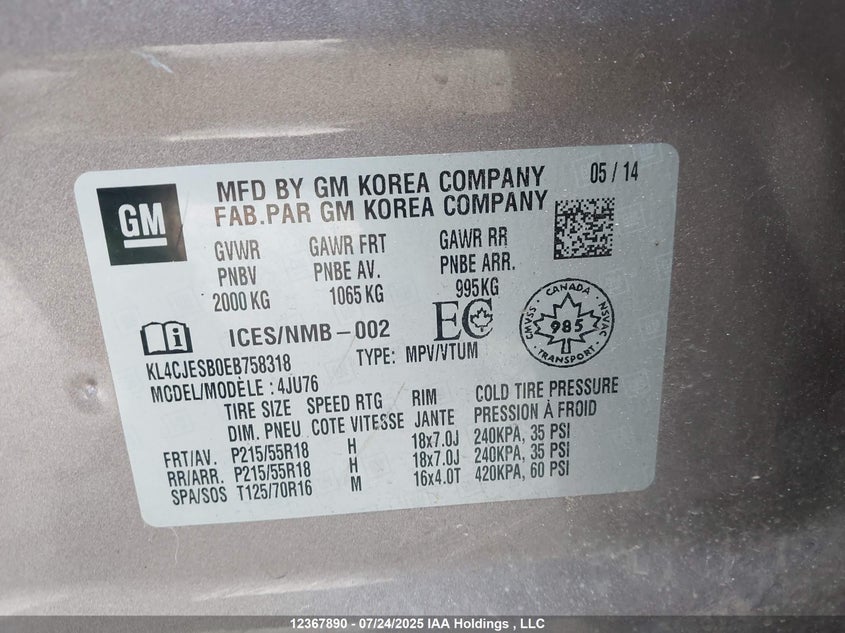 GM
MFD BY GM KOREA COMPANY 05 / 14
FAB.PAR GM KOREA COMPANY
GVWR GAWR FRT GAWR RR
PNBV PNBE AV. PNBE ARR.
2000 KG 1065 KG 995KG
i ICES/NMB-002 EC
CANADA CMVSS NSVAC 985 TRANSPORT
KL4CJESB0EB758318 TYPE: MPV/VTUM
MODEL/MODÈLE : 4JU76
TIRE SIZE SPEED RTG RIM COLD TIRE PRESSURE
DIM. PNEU COTE VITESSE JANTE PRESSION À FROID
FRT/AV. P215/55R18 H 18x7.0J 240KPA, 35 PSI
RR/ARR. P215/55R18 H 18x7.0J 240KPA, 35 PSI
SPA/SOS T125/70R16 M 16x4.0T 420KPA, 60 PSI
12367890 - 07/24/2025 IAA Holdings , LLC